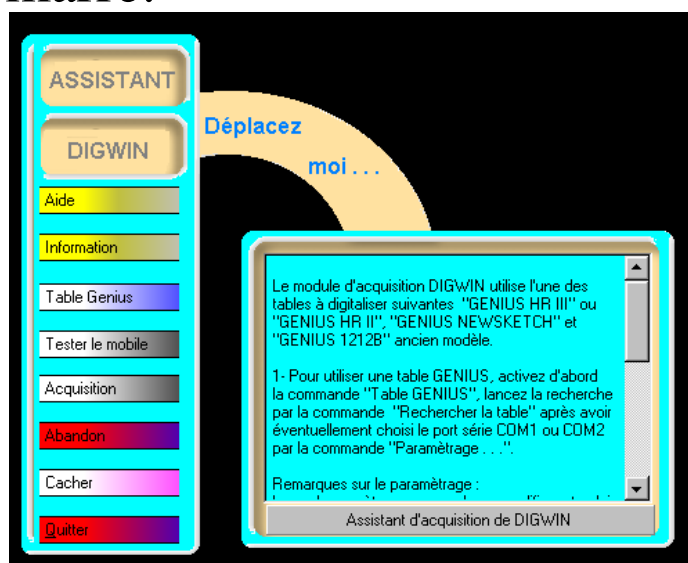 ASSISTANT
DIGWIN
Aide
Information
Table Genius
Tester le mobile
Acquisition
Abandon
Cacher
Quitter
Déplacez
moi . . .
Le module d'acquisition DIGWIN utilise l'une des
tables à digitaliser suivantes "GENIUS HR III" ou
"GENIUS HR II", "GENIUS NEWSKETCH" et
"GENIUS 1212B" ancien modèle.
1- Pour utiliser une table GENIUS, activez d'abord
la commande "Table GENIUS", lancez la recherche
par la commande "Rechercher la table" après avoir
éventuellement choisi le port série COM1 ou COM2
par la commande "Paramètrage . . .".
Remarques sur le paramètrage :
Assistant d'acquisition de DIGWIN